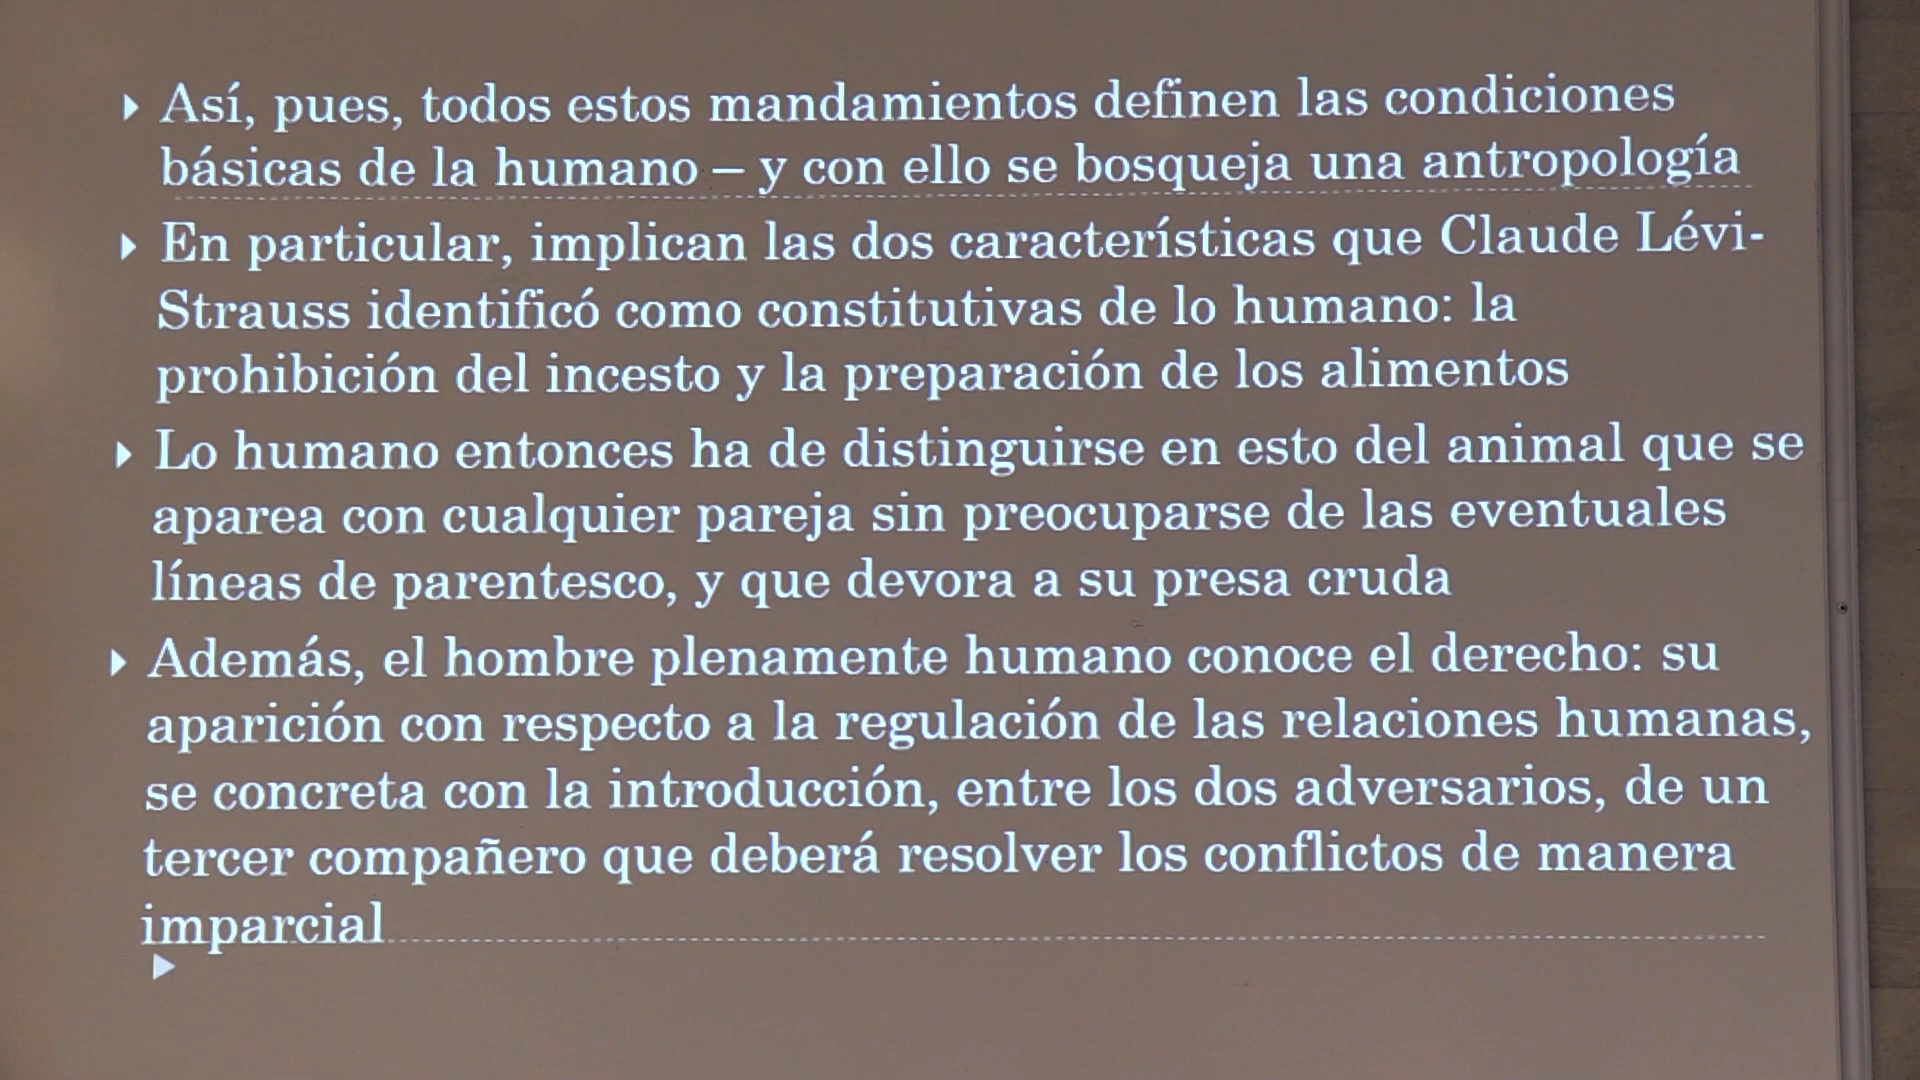 Así, pues, todos estos mandamientos definen las condiciones
básicas de la humano – y con ello se bosqueja una antropología
En particular, implican las dos características que Claude Lévi-
Strauss identificó como constitutivas de lo humano: la
prohibición del incesto y la preparación de los alimentos
Lo humano entonces ha de distinguirse en esto del animal que se
aparea con cualquier pareja sin preocuparse de las eventuales
líneas de parentesco, y que devora a su presa cruda
Además, el hombre plenamente humano conoce el derecho: su
aparición con respecto a la regulación de las relaciones humanas,
se concreta con la introducción, entre los dos adversarios, de un
tercer compañero que deberá resolver los conflictos de manera
imparcial